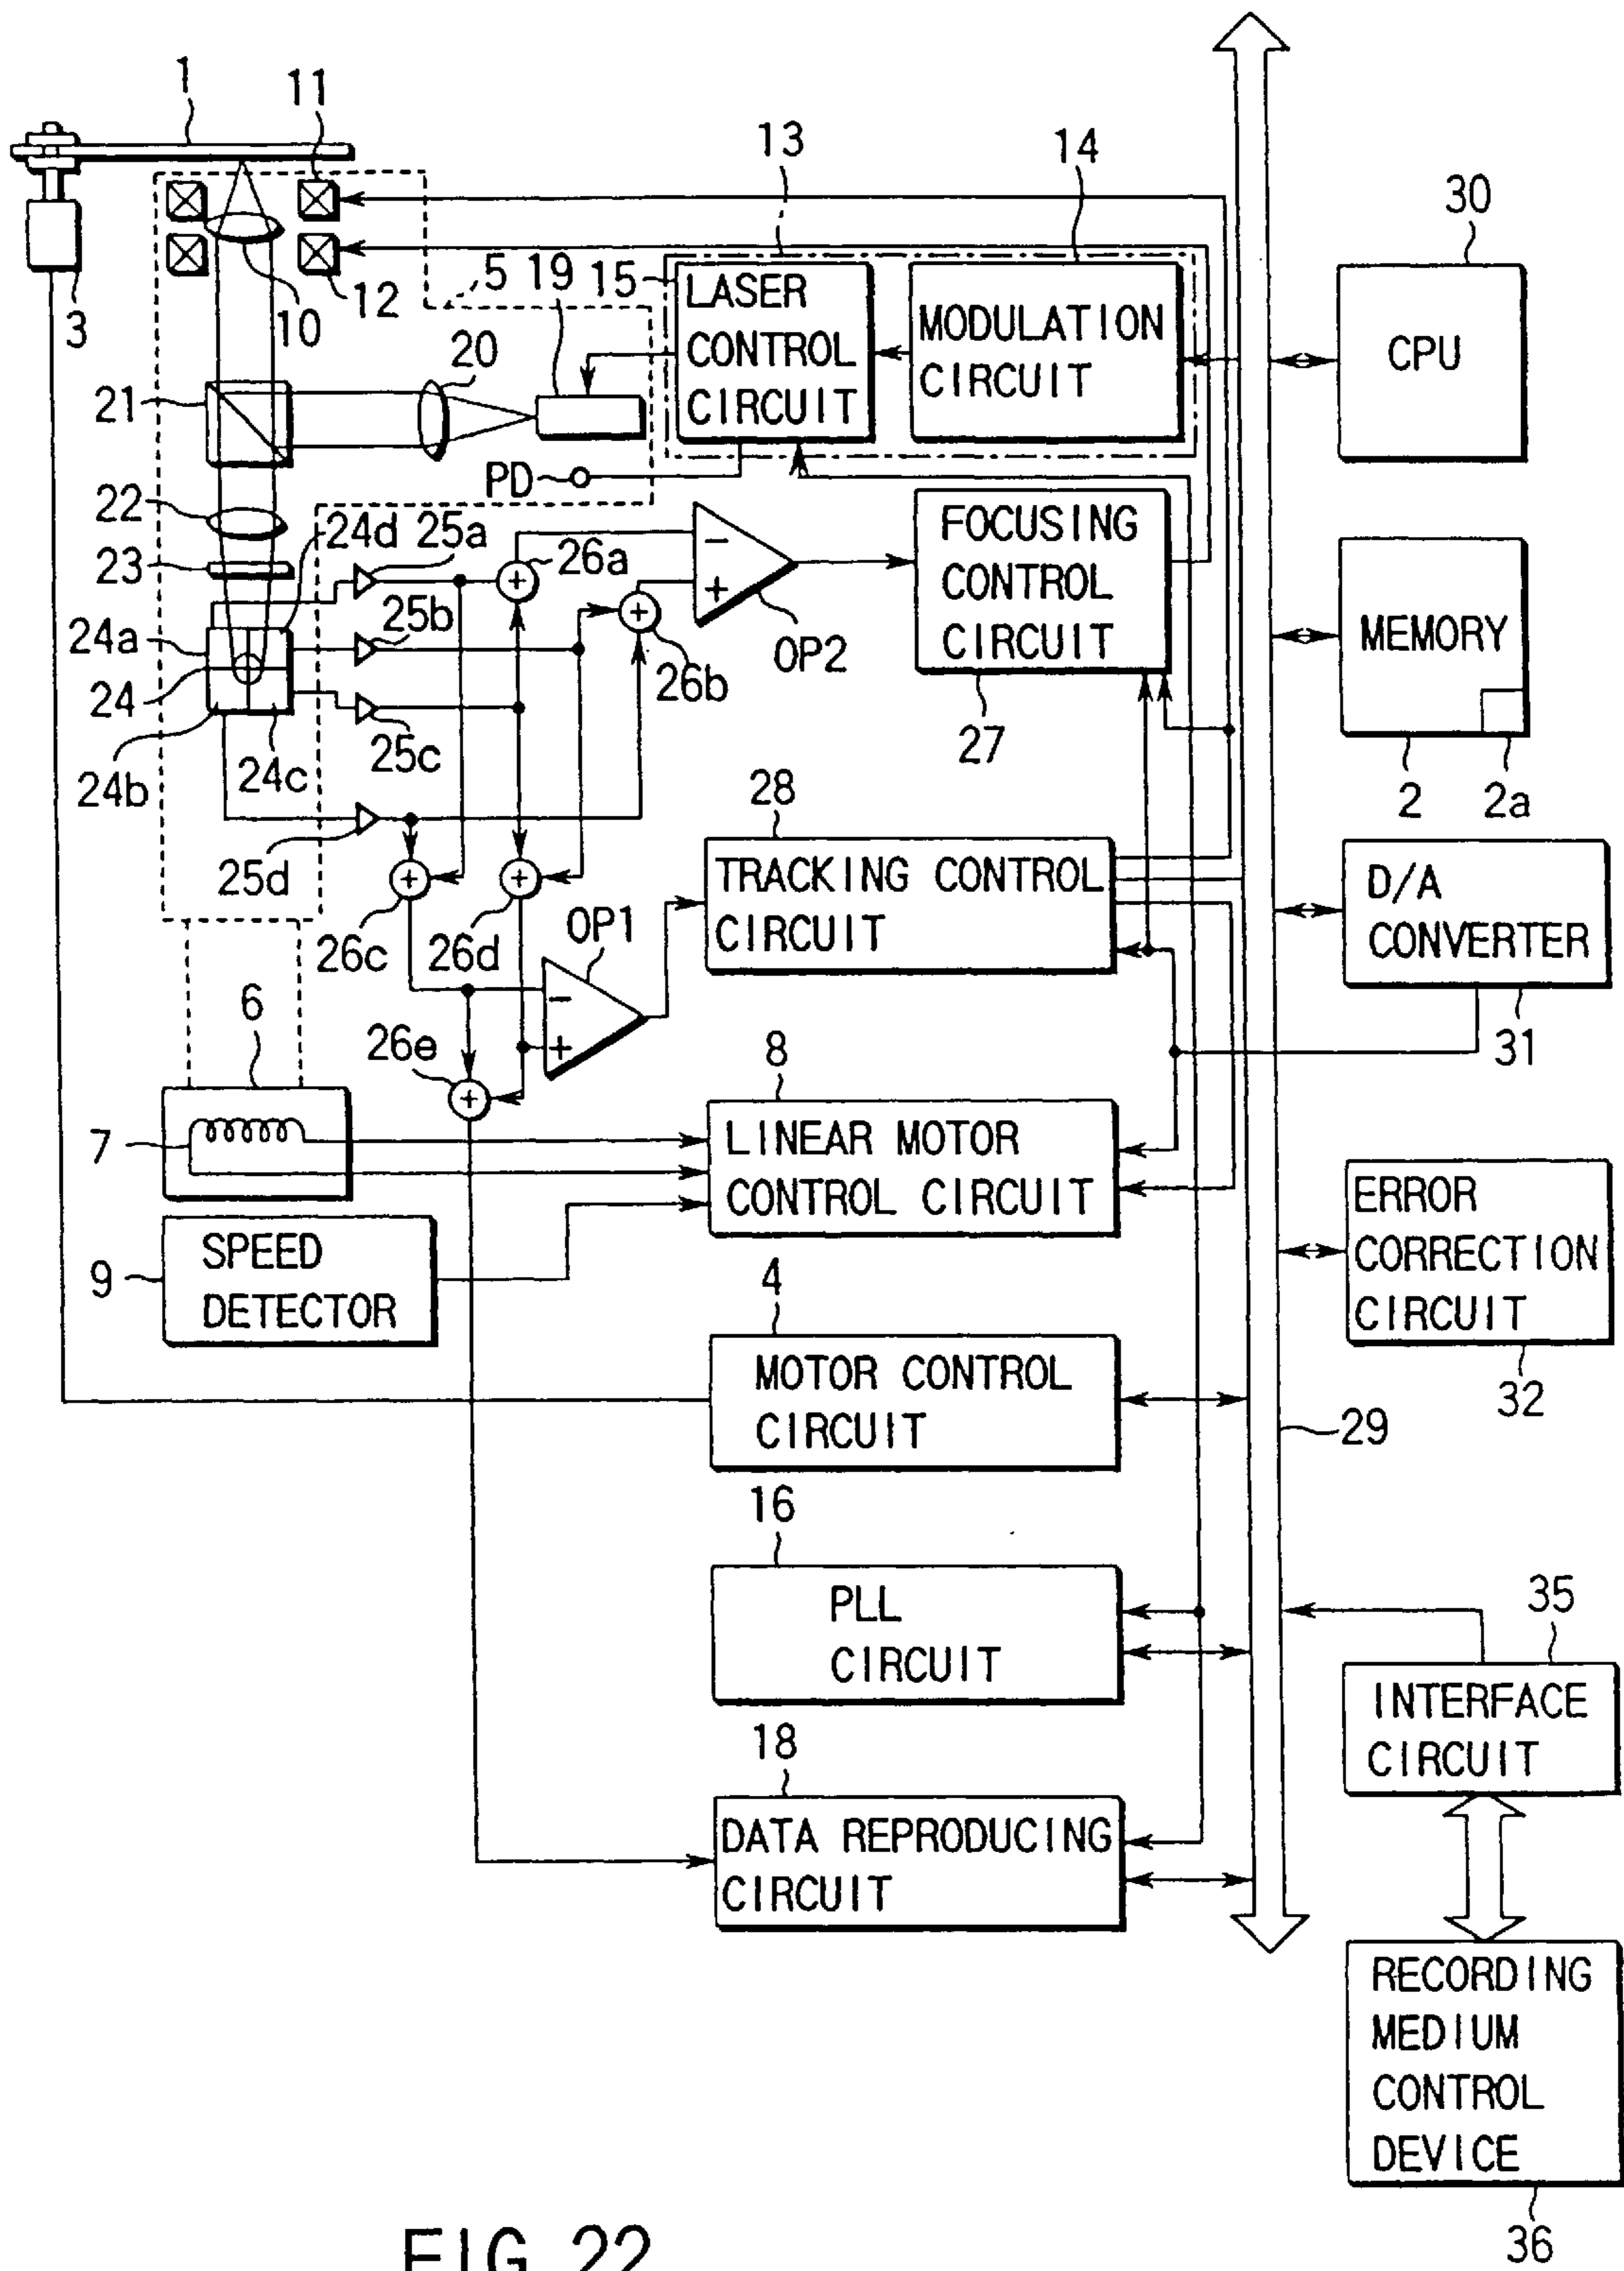 1
11
13
14
30
3
10
12
5
19
15
LASER
CONTROL
CIRCUIT
MODULATION
CIRCUIT
CPU
20
21
PD
22
24d
25a
26a
−
+
OP2
FOCUSING
CONTROL
CIRCUIT
23
25b
26b
24a
24
25c
24b
24c
27
MEMORY
2
2a
25d
28
TRACKING CONTROL
CIRCUIT
D/A
CONVERTER
26c
26d
OP1
−
+
31
6
26e
8
7
LINEAR MOTOR
CONTROL CIRCUIT
ERROR
CORRECTION
CIRCUIT
9
SPEED
DETECTOR
4
32
MOTOR CONTROL
CIRCUIT
29
16
PLL
CIRCUIT
35
INTERFACE
CIRCUIT
18
DATA REPRODUCING
CIRCUIT
RECORDING
MEDIUM
CONTROL
DEVICE
36
FIG. 22